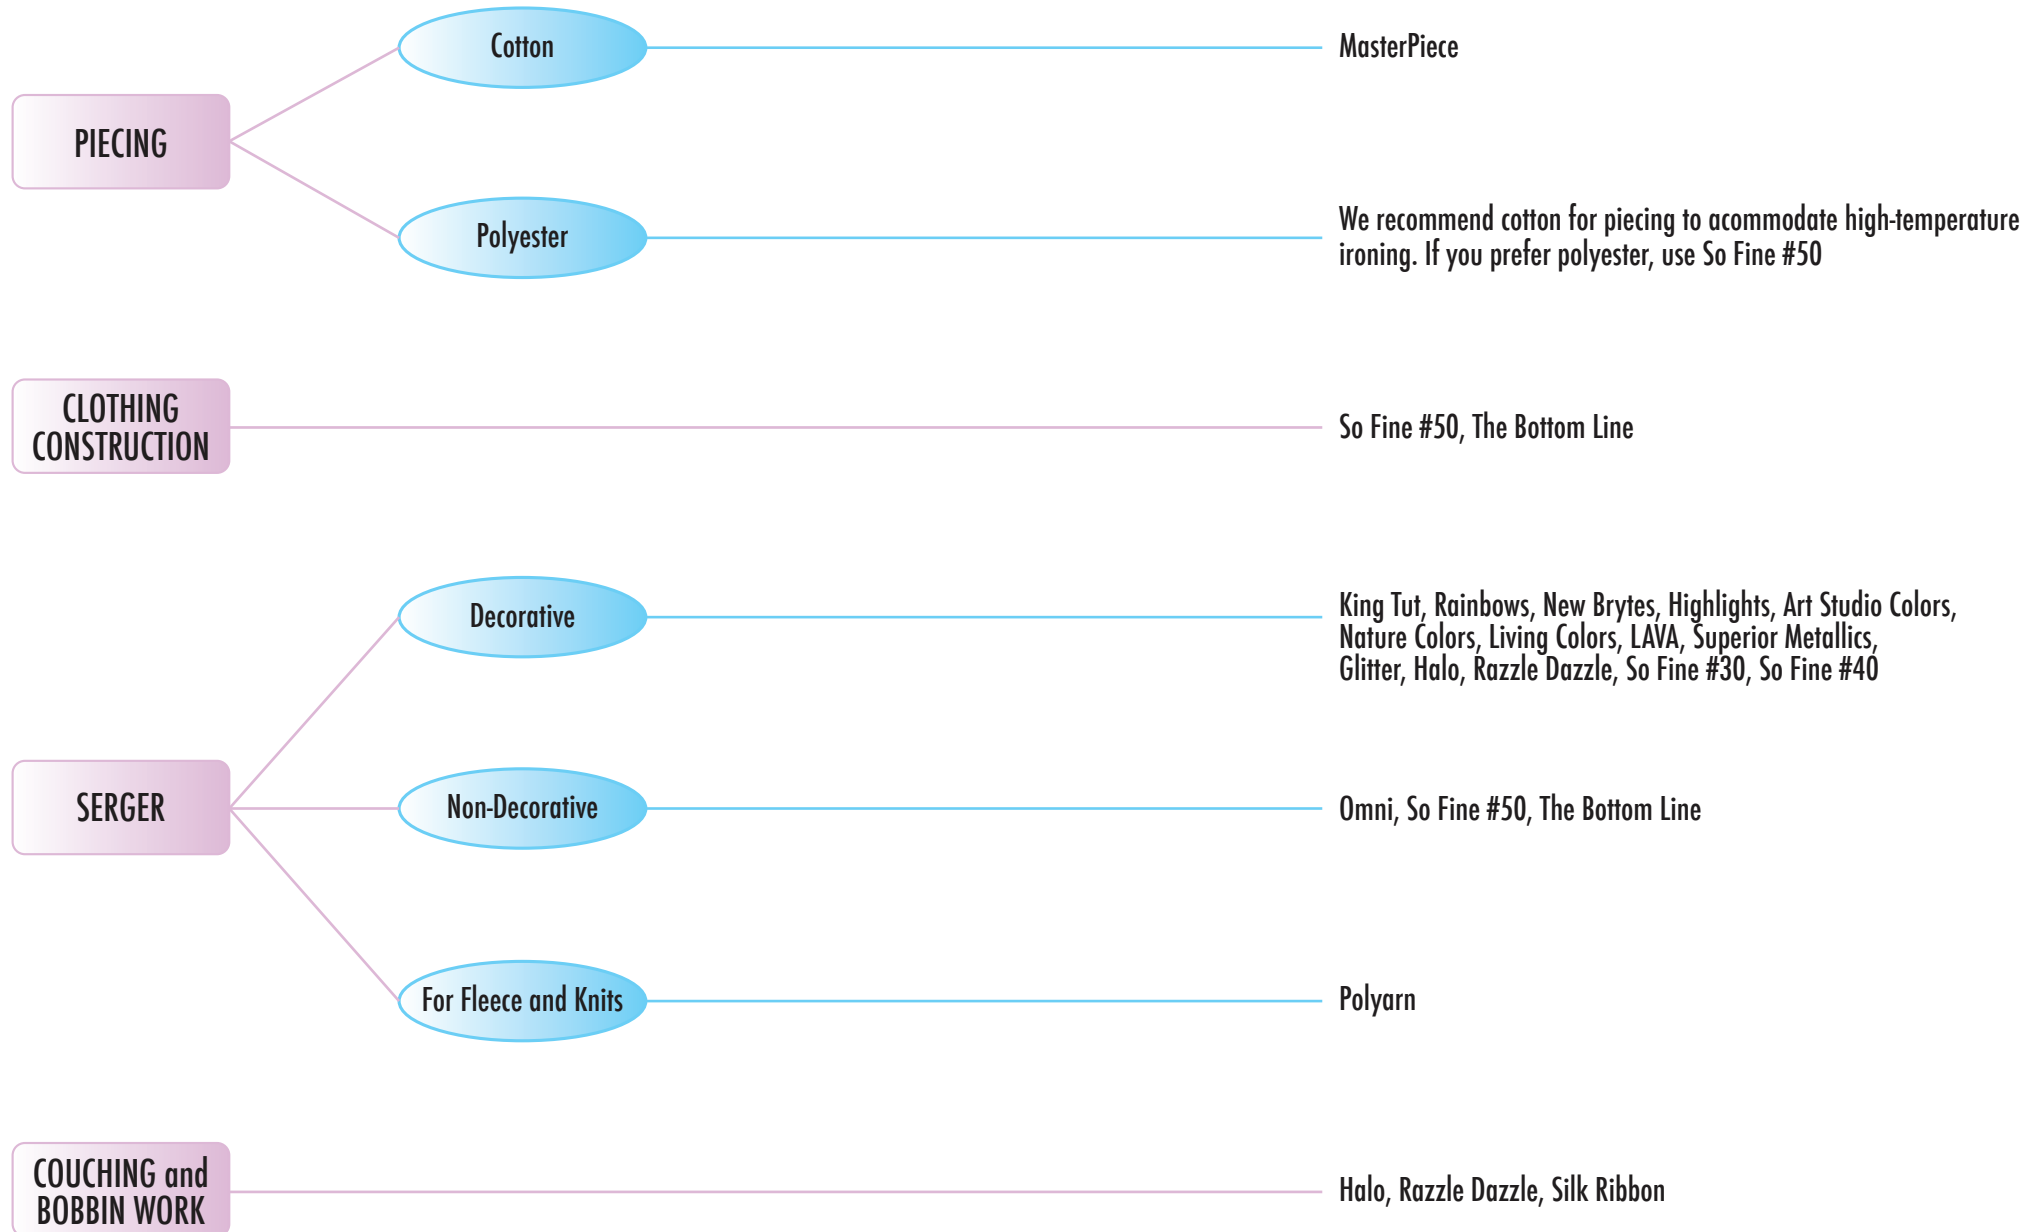 Cotton
MasterPiece
PIECING
Polyester
We recommend cotton for piecing to acommodate high-temperature
ironing. If you prefer polyester, use So Fine #50
CLOTHING
CONSTRUCTION
So Fine #50, The Bottom Line
Decorative
King Tut, Rainbows, New Brytes, Highlights, Art Studio Colors,
Nature Colors, Living Colors, LAVA, Superior Metallics,
Glitter, Halo, Razzle Dazzle, So Fine #30, So Fine #40
SERGER
Non-Decorative
Omni, So Fine #50, The Bottom Line
For Fleece and Knits
Polyarn
COUCHING and
BOBBIN WORK
Halo, Razzle Dazzle, Silk Ribbon